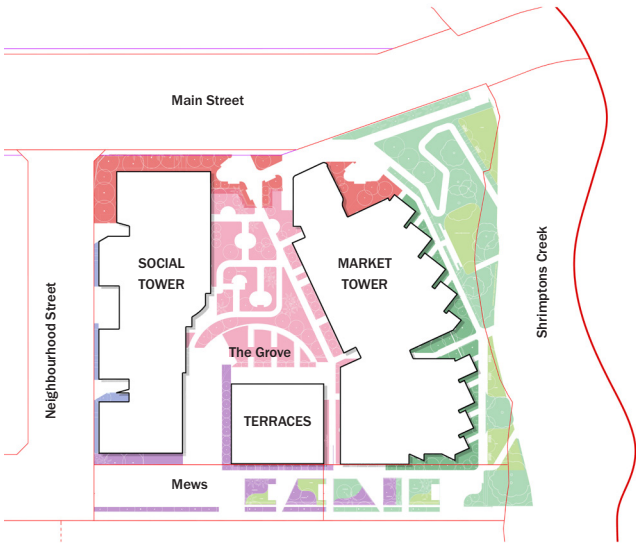 Main Street
SOCIAL
TOWER
MARKET
TOWER
Neighbourhood Street
Shrimptons Creek
The Grove
TERRACES
Mews